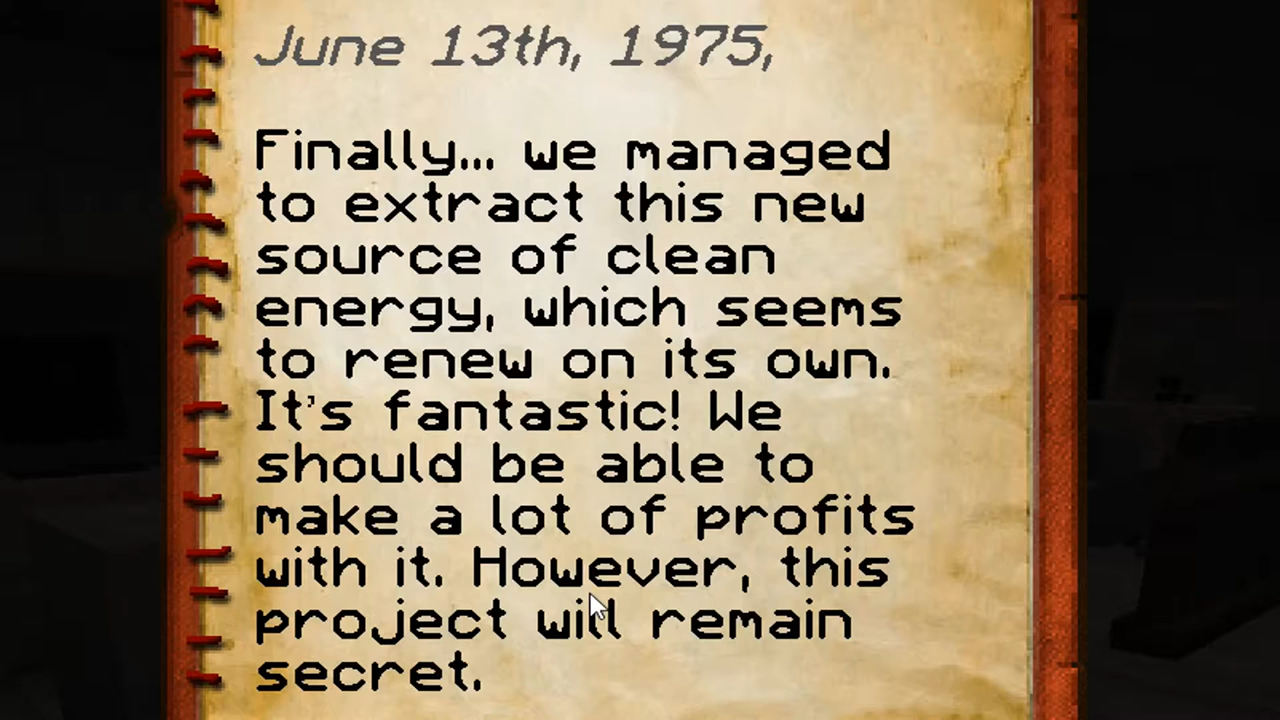 June 13th, 1975,
Finally... we managed
to extract this new
source of clean
energy, which seems
to renew on its own.
It's fantastic! We
should be able to
make a lot of profits
with it. However, this
project will remain
secret.